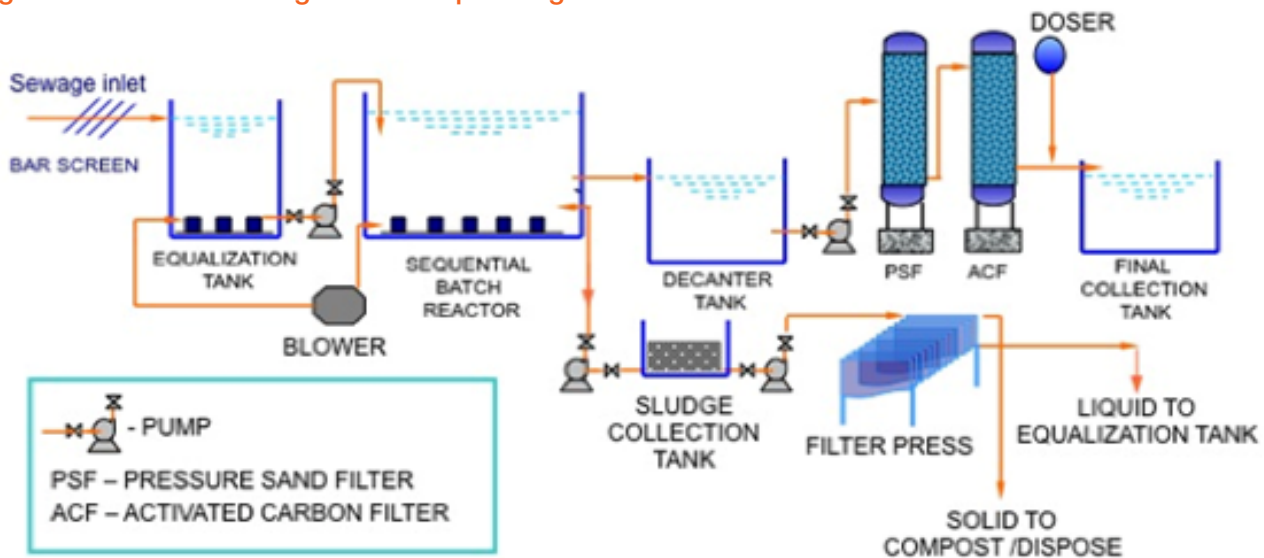 DOSER
Sewage inlet
BAR SCREEN
EQUALIZATION
TANK
SEQUENTIAL
BATCH
REACTOR
DECANTER
TANK
PSF
ACF
FINAL
COLLECTION
TANK
BLOWER
SLUDGE
COLLECTION
TANK
FILTER PRESS
LIQUID TO
EQUALIZATION TANK
SOLID TO
COMPOST /DISPOSE
- PUMP
PSF – PRESSURE SAND FILTER
ACF – ACTIVATED CARBON FILTER